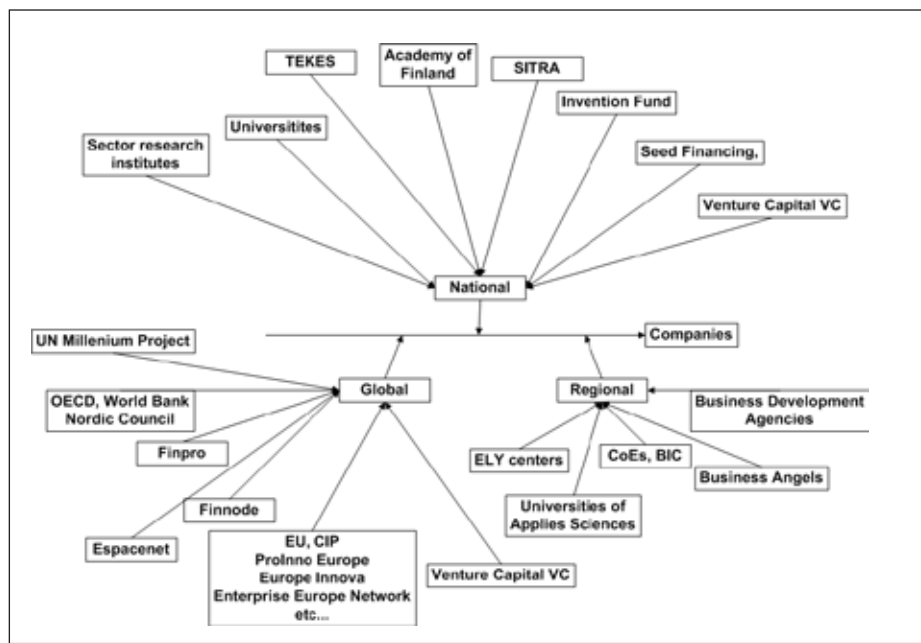 TEKES
Academy of
Finland
SITRA
Invention Fund
Universitites
Sector research
institutes
Seed Financing,
Venture Capital VC
National
Companies
UN Millenium Project
Global
Regional
OECD, World Bank
Nordic Council
Business Development
Agencies
Finpro
ELY centers
CoEs, BIC
Business Angels
Finnode
Universities of
Applies Sciences
Espacenet
EU, CIP
ProInno Europe
Europe Innova
Enterprise Europe Network
etc...
Venture Capital VC